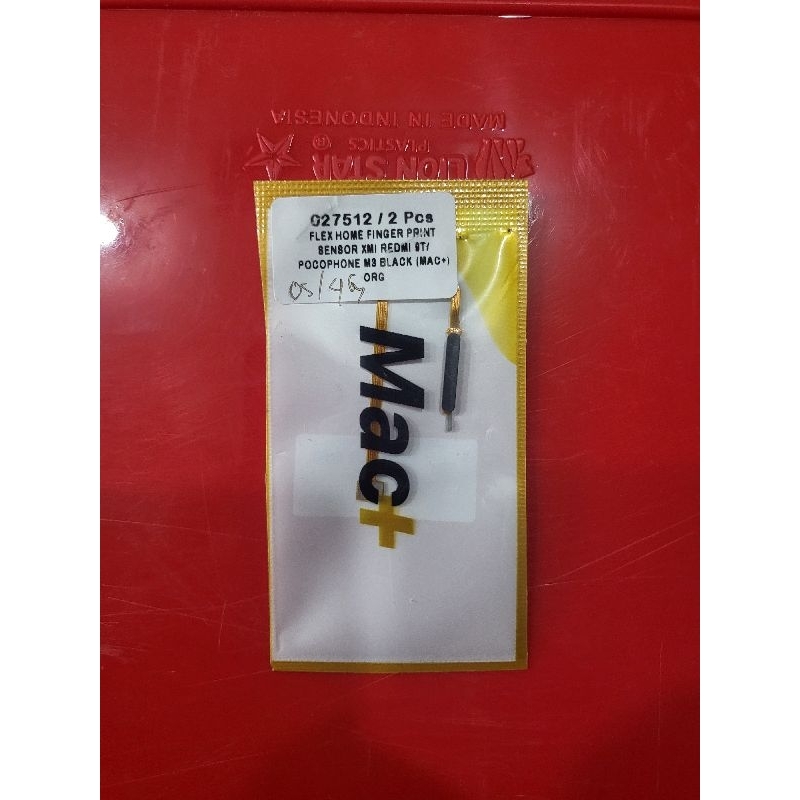 MADE IN INDONESIA
LION STAR ®
PLASTICS
027512 / 2 Pcs
FLEX HOME FINGER PRINT
SENSOR XMI REDMI 9T/
POCOPHONE M3 BLACK (MAC+)
ORG
Mac+